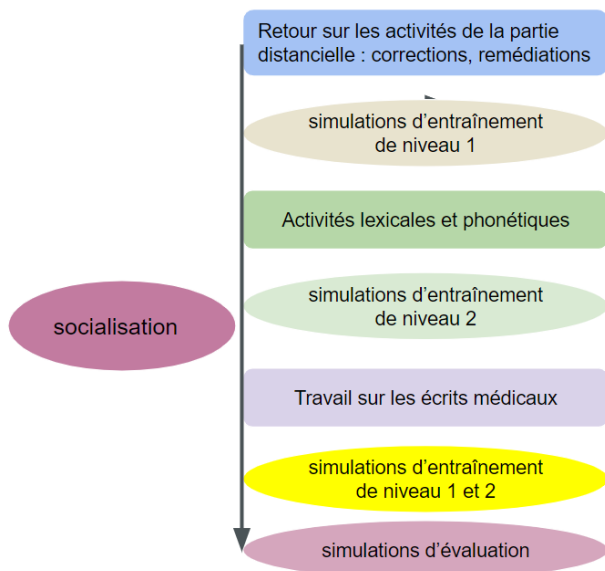 Retour sur les activités de la partie
distancielle : corrections, remédiations
simulations d’entraînement
de niveau 1
Activités lexicales et phonétiques
simulations d’entraînement
de niveau 2
socialisation
Travail sur les écrits médicaux
simulations d’entraînement
de niveau 1 et 2
simulations d’évaluation